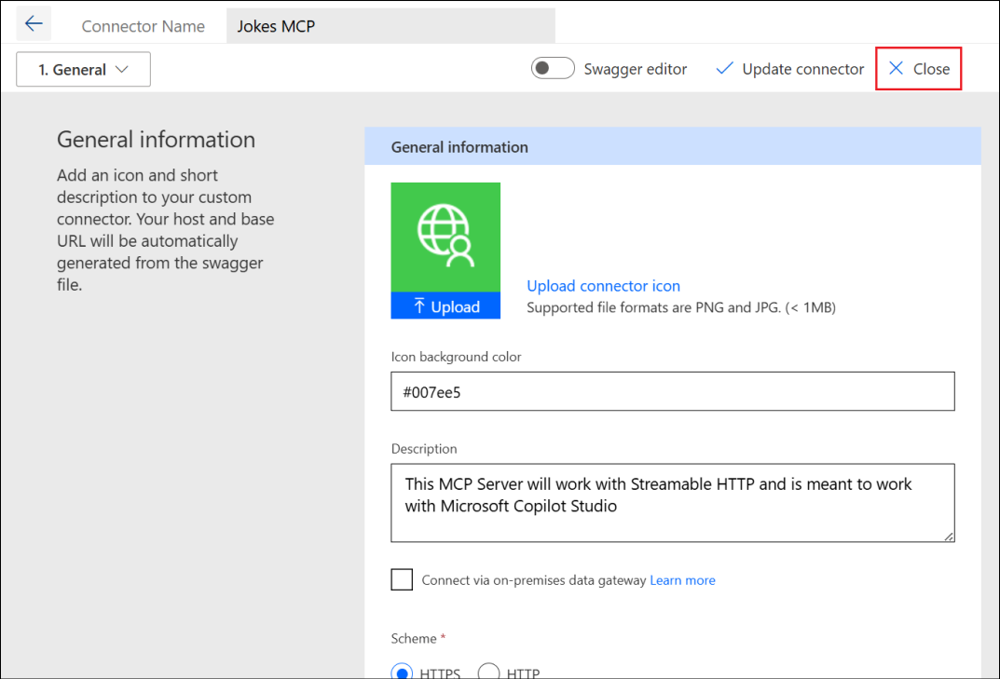 Connector Name
Jokes MCP
1. General
Swagger editor
Update connector
Close
General information
Add an icon and short
description to your custom
connector. Your host and base
URL will be automatically
generated from the swagger
file.
General information
Upload
Upload connector icon
Supported file formats are PNG and JPG. (< 1MB)
Icon background color
#007ee5
Description
This MCP Server will work with Streamable HTTP and is meant to work
with Microsoft Copilot Studio
Connect via on-premises data gateway Learn more
Scheme *
HTTPS
HTTP